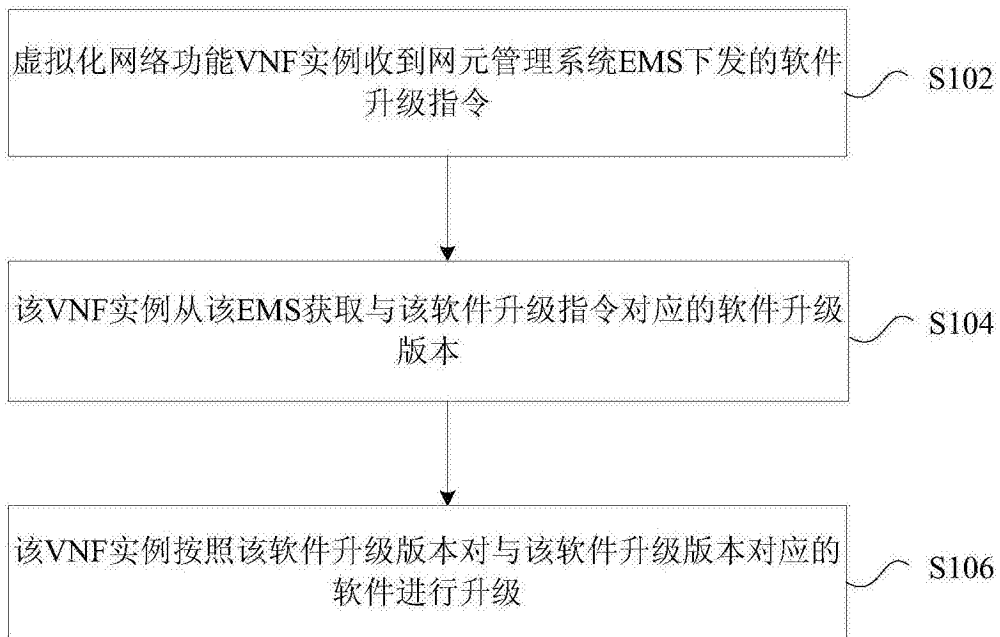 虚拟化网络功能VNF实例收到网元管理系统EMS下发的软件
升级指令
S102
该VNF实例从该EMS获取与该软件升级指令对应的软件升级
版本
S104
该VNF实例按照该软件升级版本对与该软件升级版本对应的
软件进行升级
S106